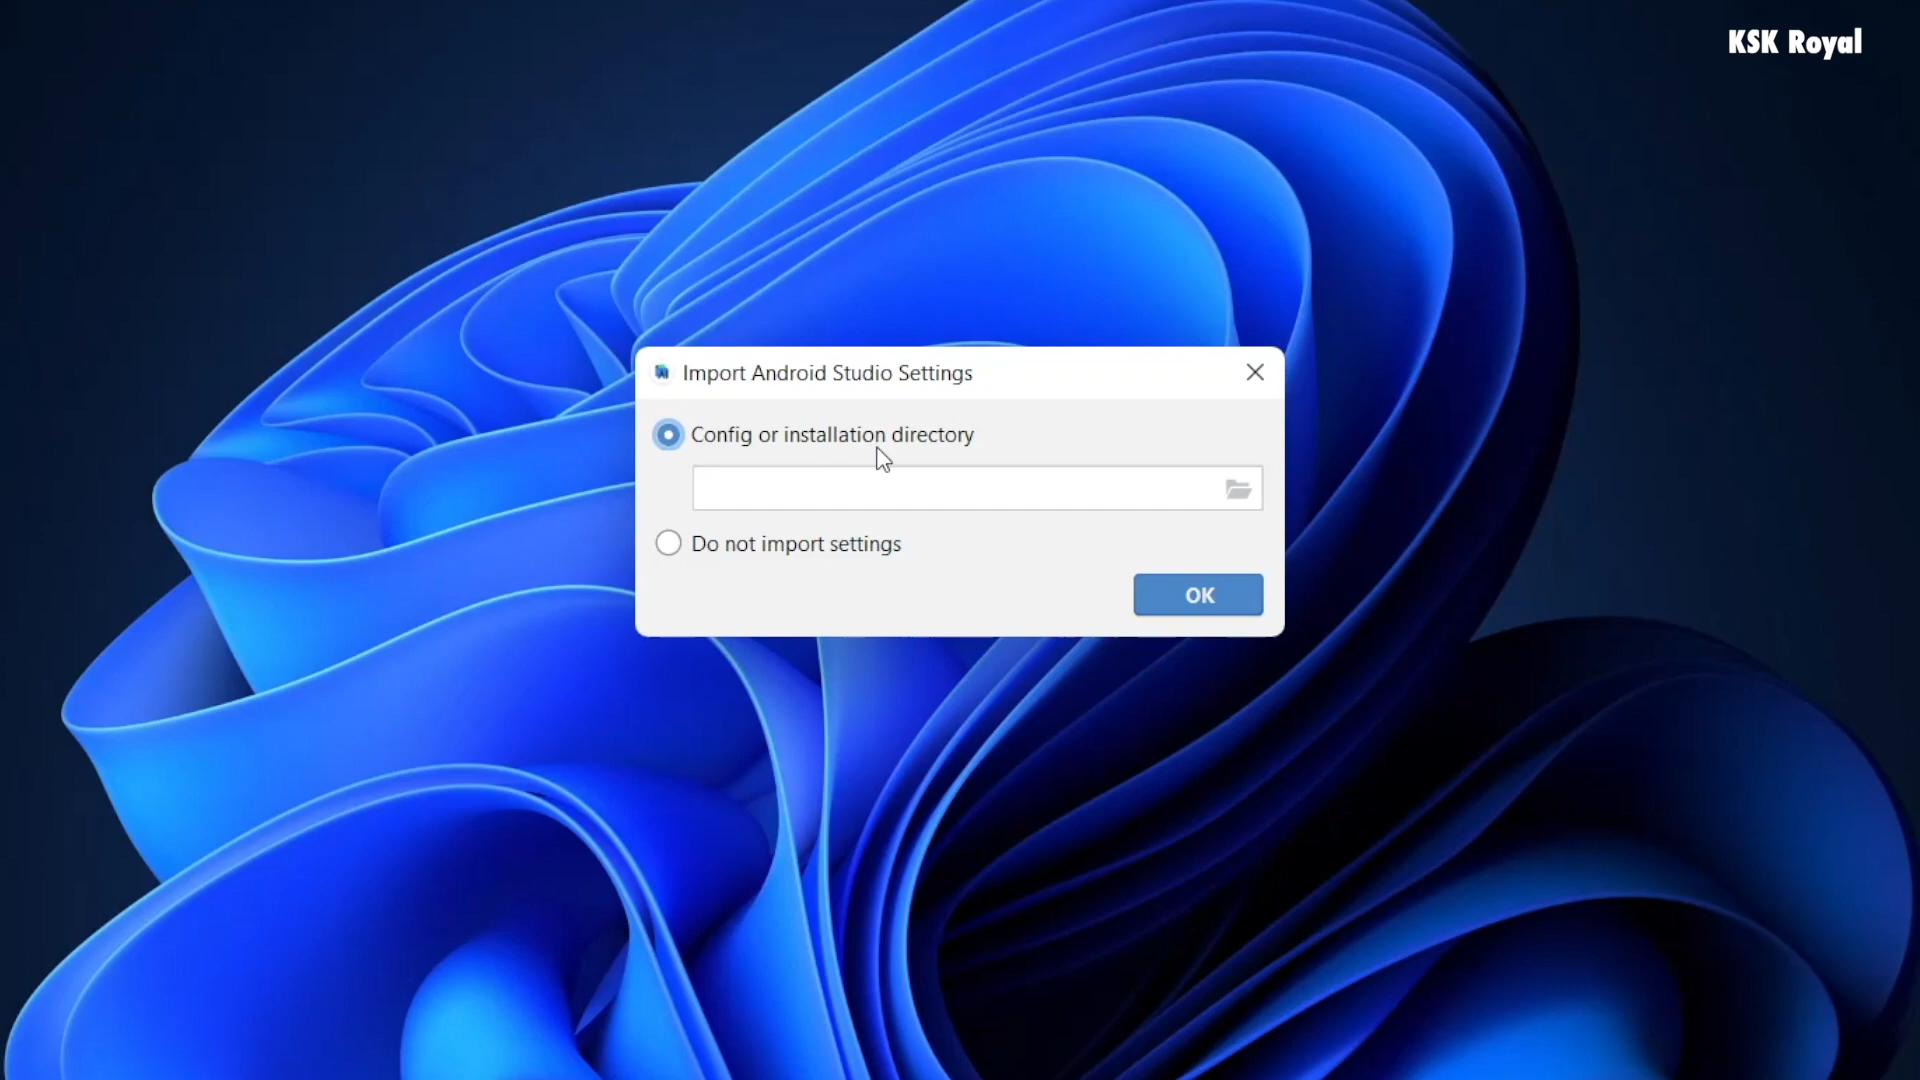 KSK Royal
Import Android Studio Settings
Config or installation directory
Do not import settings
OK